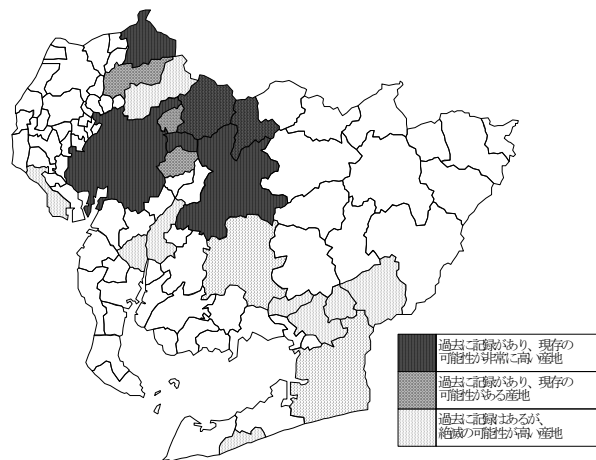 過去に記録があり、現存の
可能性が非常に高い産地
過去に記録があり、現存の
可能性がある産地
過去に記録はあるが、
絶滅の可能性が高い産地